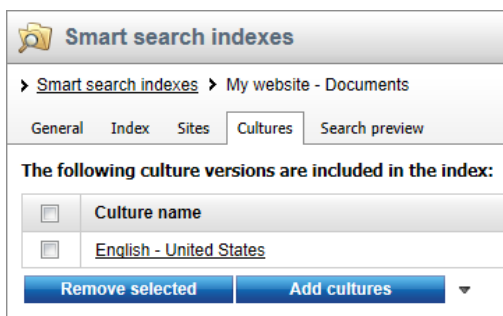 Smart search indexes
Smart search indexes My website - Documents
General Index Sites Cultures Search preview
The following culture versions are included in the index:
Culture name
English - United States
Remove selected Add cultures